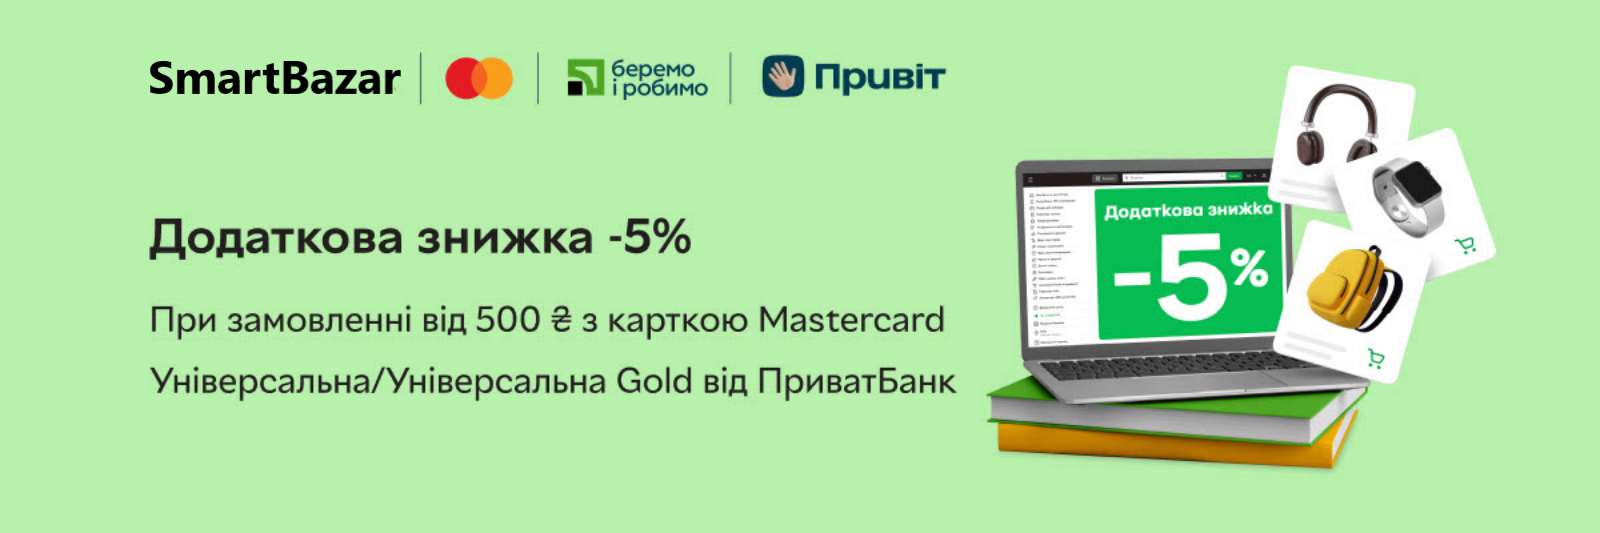 SmartBazar
беремо
і робимо
Привіт
Додаткова знижка -5%
При замовленні від 500 ₴ з карткою Mastercard
Універсальна/Універсальна Gold від ПриватБанк
Додаткова знижка
-5%